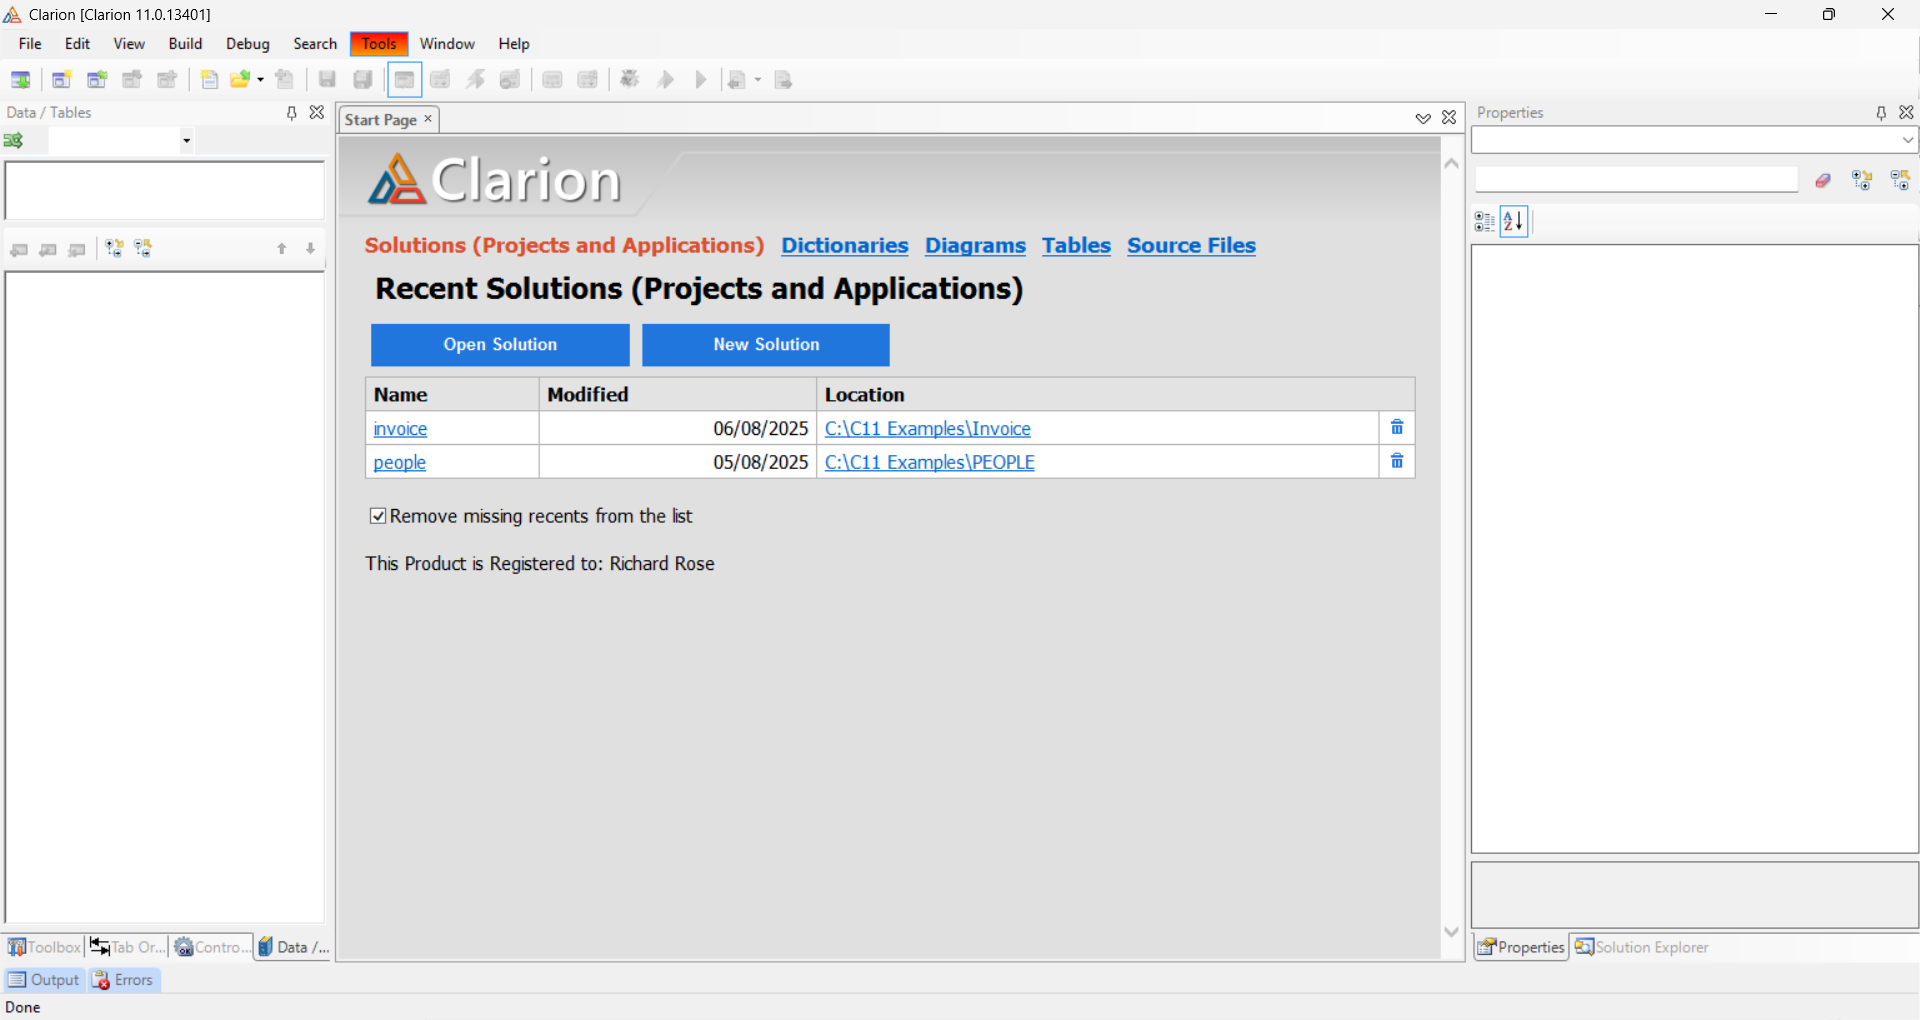 Clarion [Clarion 11.0.13401]
File Edit View Build Debug Search Tools Window Help
Data / Tables
Start Page
Properties
Clarion
Solutions (Projects and Applications) Dictionaries Diagrams Tables Source Files
Recent Solutions (Projects and Applications)
Open Solution New Solution
Name Modified Location
invoice 06/08/2025 C:\C11 Examples\Invoice
people 05/08/2025 C:\C11 Examples\PEOPLE
Remove missing recents from the list
This Product is Registered to: Richard Rose
Toolbox Tab Or... Contro... Data /...
Properties Solution Explorer
Output Errors
Done